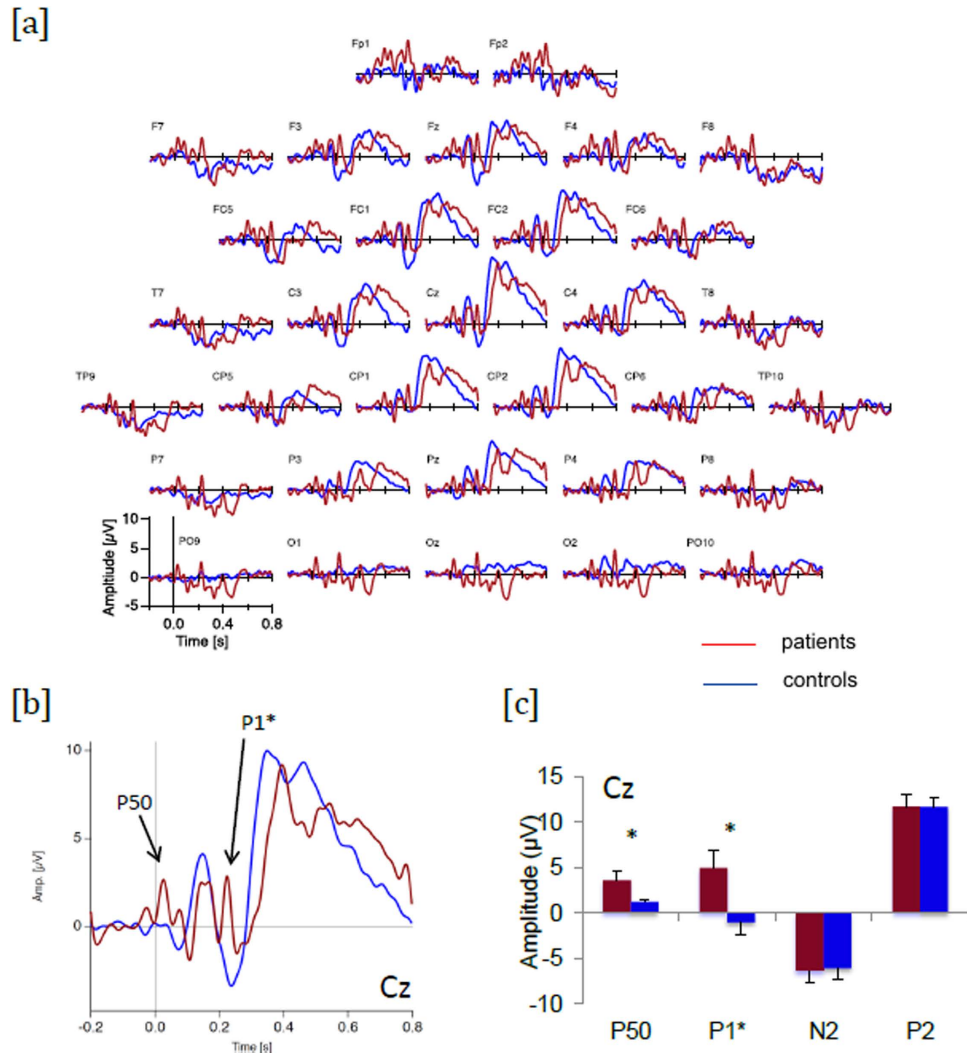 [a]
Fp1 Fp2
F7 F3 Fz F4 F8
FC5 FC1 FC2 FC6
T7 C3 Cz C4 T8
TP9 CP5 CP1 CP2 CP6 TP10
P7 P3 Pz P4 P8
PO9 O1 Oz O2 PO10
10
5
0
-5
Amplitiude [µV]
0.0 0.4 0.8
Time [s]
patients
controls
[b]
P1*
P50
10
5
0
Amp. [µV]
Cz
-0.2 0.0 0.2 0.4 0.6 0.8
Time [s]
[c]
Cz
15
10
5
0
-5
-10
Amplitude (µV)
* *
P50 P1* N2 P2